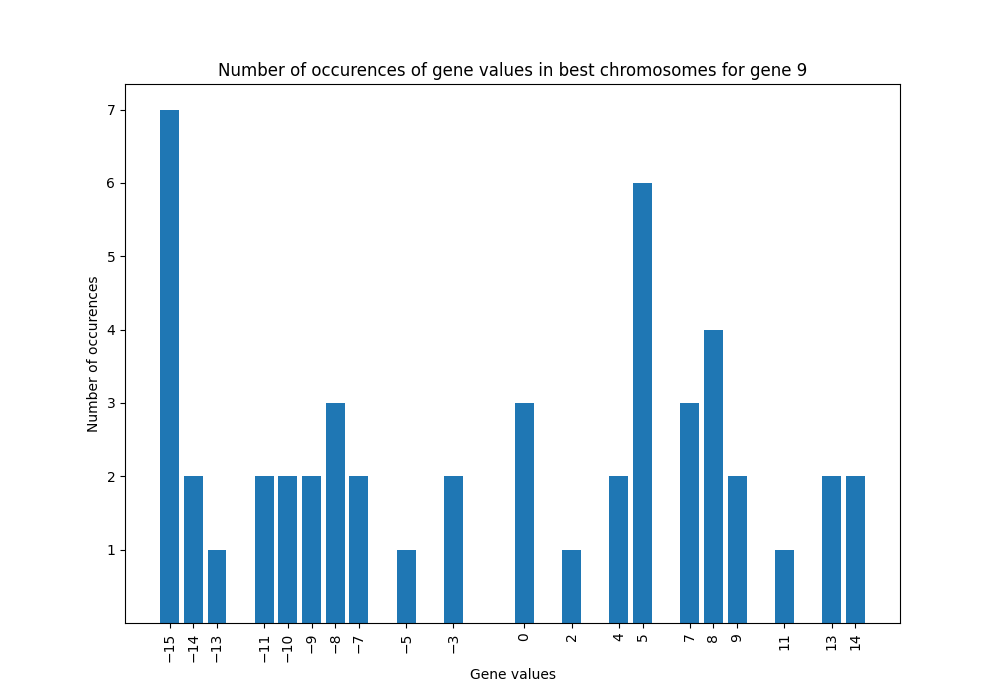 Number of occurences of gene values in best chromosomes for gene 9
7
6
5
4
3
2
1
Number of occurences
−15 −14 −13 −11 −10 −9 −8 −7 −5 −3 0 2 4 5 7 8 9 11 13 14
Gene values